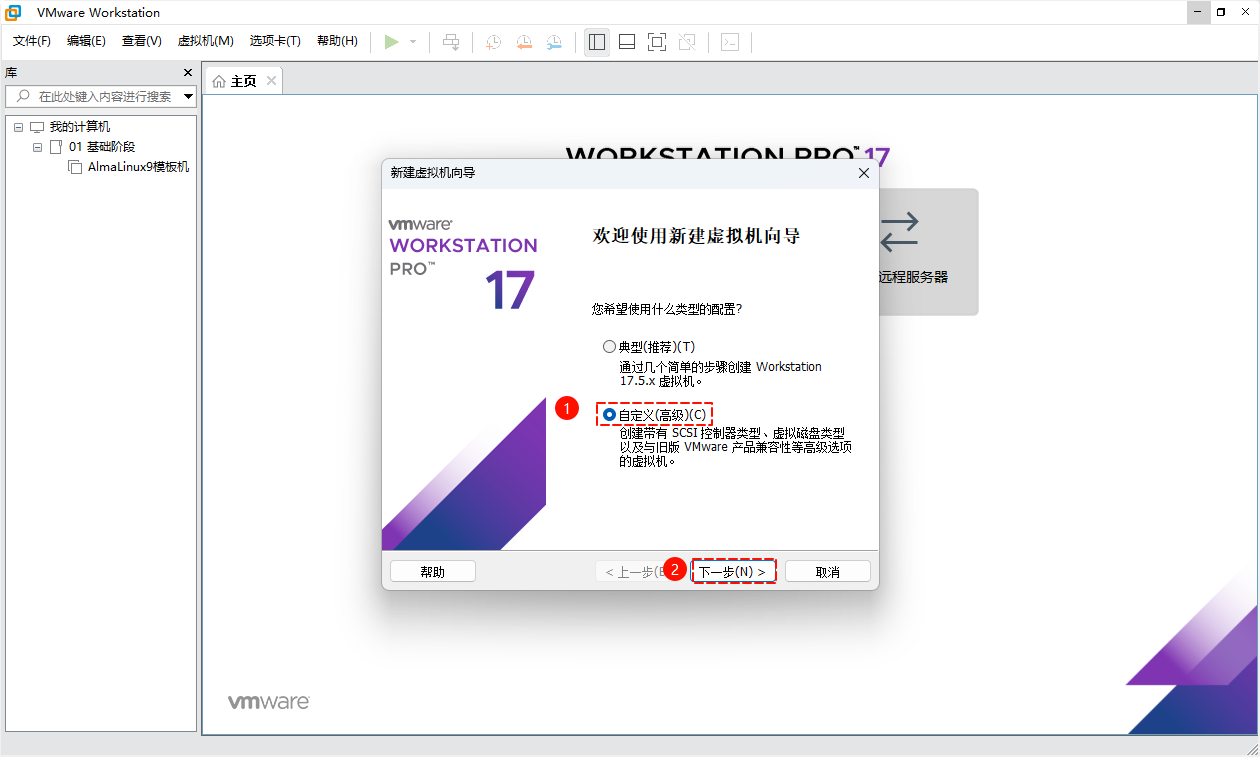 VMware Workstation
文件(F) 编辑(E) 查看(V) 虚拟机(M) 选项卡(T) 帮助(H)
库
主页
在此处键入内容进行搜索
我的计算机
01 基础阶段
AlmaLinux9模板机
WORKSTATION PRO™ 17
新建虚拟机向导
vmware
WORKSTATION
PRO™
17
欢迎使用新建虚拟机向导
远程服务器
您希望使用什么类型的配置?
典型(推荐)(T)
通过几个简单的步骤创建 Workstation
17.5.x 虚拟机。
1
自定义(高级)(C)
创建带有 SCSI 控制器类型、虚拟磁盘类型
以及与旧版 VMware 产品兼容性等高级选项
的虚拟机。
帮助
< 上一步(
2
下一步(N) >
取消
vmware